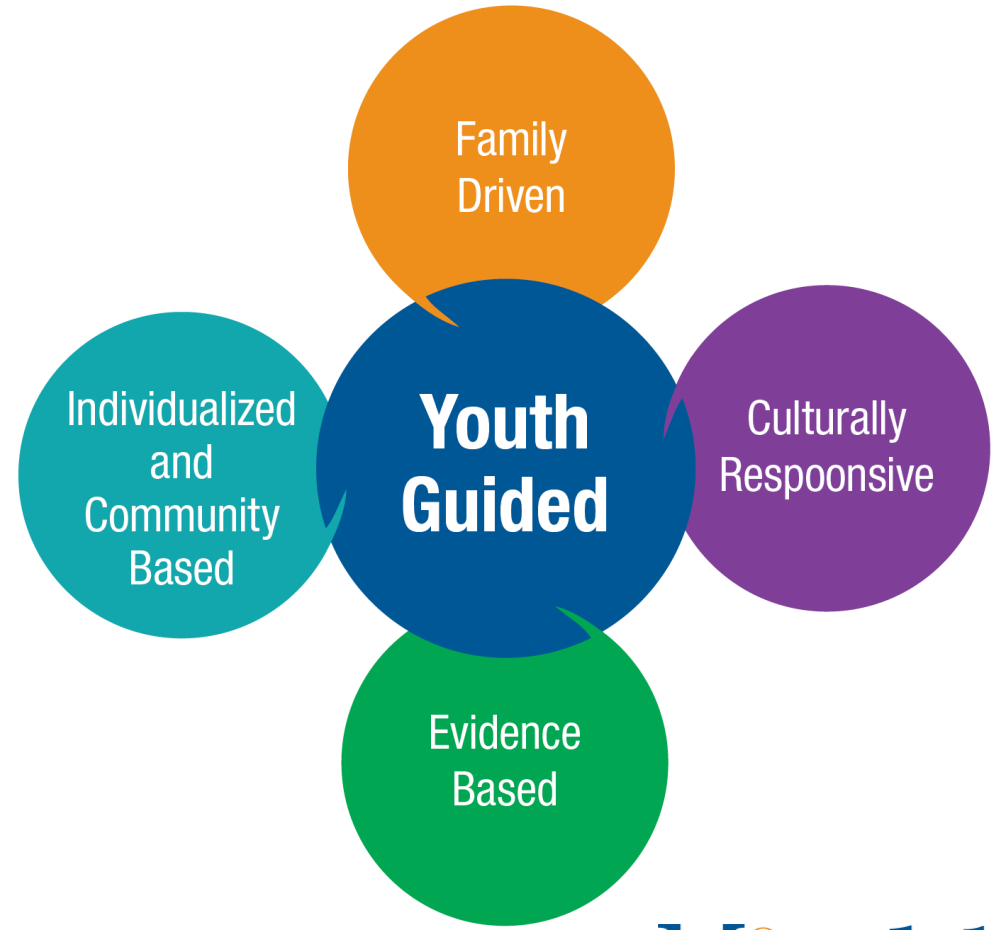 Family
Driven
Individualized
and
Community
Based
Youth
Guided
Culturally
Respoonsive
Evidence
Based